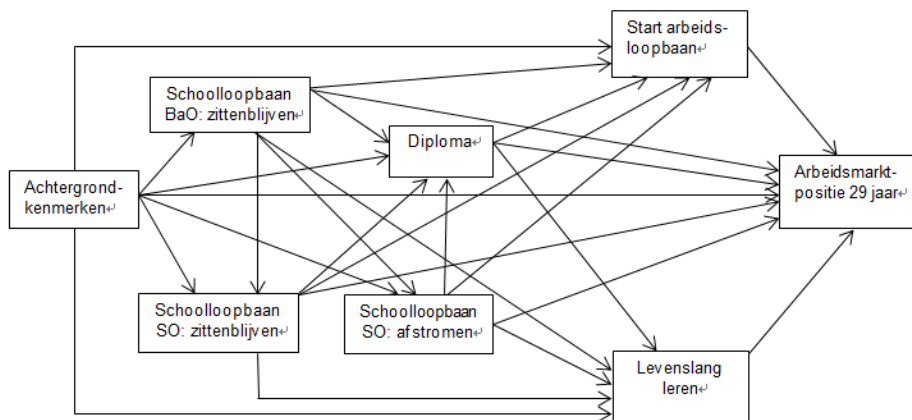 Start arbeids-
loopbaan
Schoolloopbaan
BaO: zittenblijven
Diploma
Arbeidsmarkt-
positie 29 jaar
Achtergrond-
kenmerken
Schoolloopbaan
SO: zittenblijven
Schoolloopbaan
SO: afstromen
Levenslang
leren